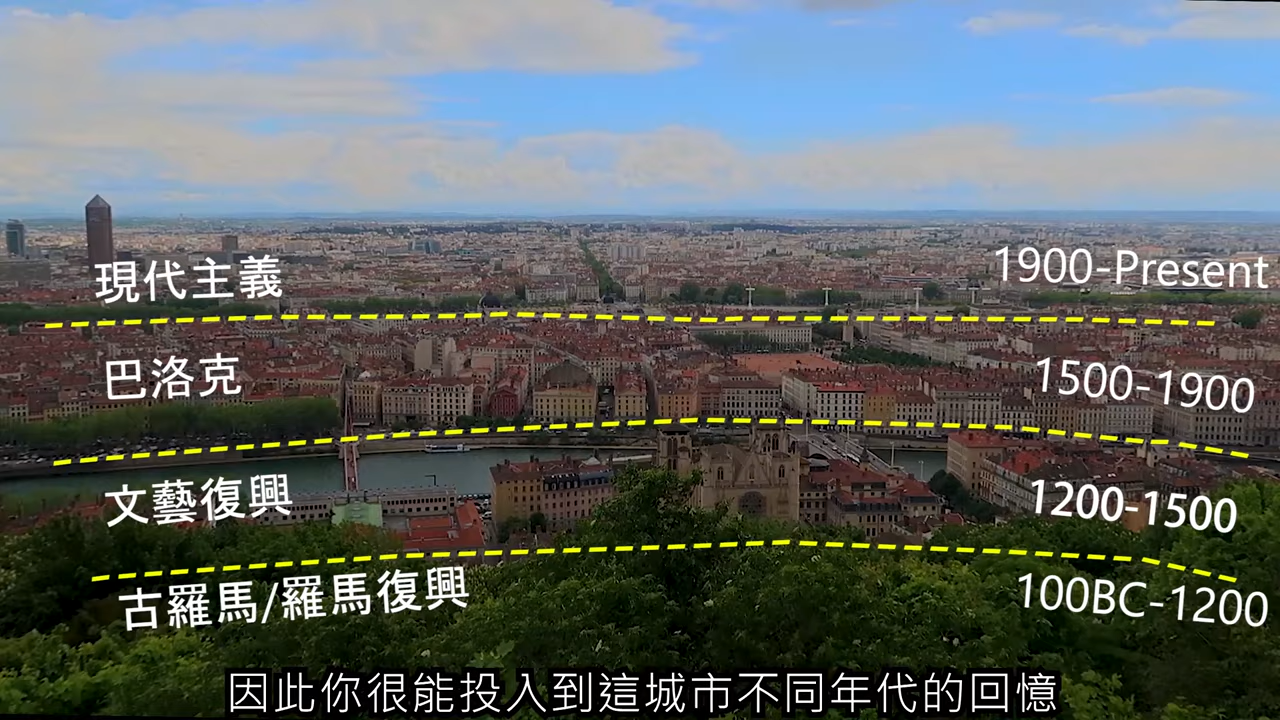 現代主義
1900-Present
巴洛克
1500-1900
文藝復興
1200-1500
古羅馬/羅馬復興
100BC-1200
因此你很能投入到這城市不同年代的回憶